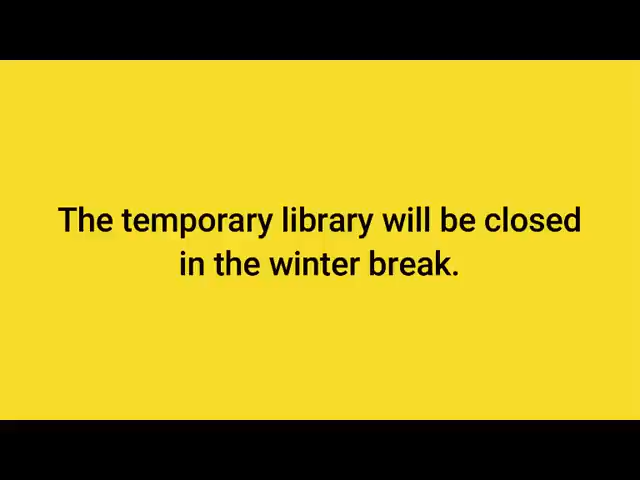 The temporary library will be closed
in the winter break.